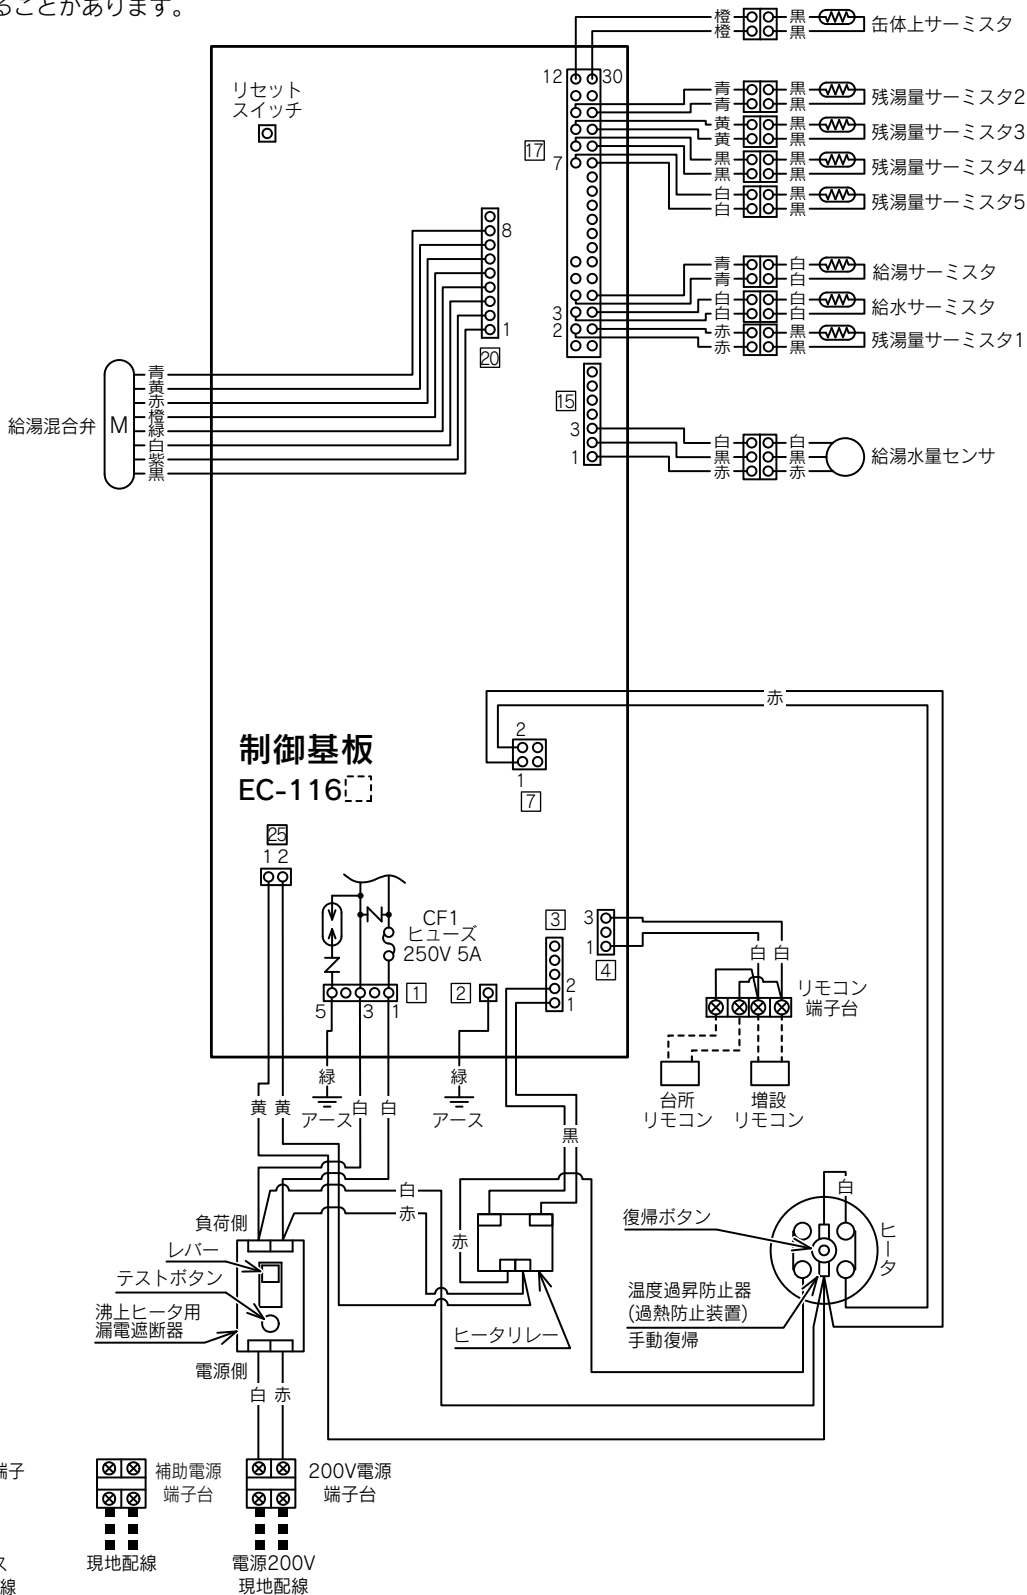 ることがあります。
橙
橙
黒
黒
缶体上サーミスタ
リセット
スイッチ
12
30
青
青
黒
黒
残湯量サーミスタ2
黄
黄
黒
黒
残湯量サーミスタ3
17
7
黒
黒
黒
黒
残湯量サーミスタ4
白
白
黒
黒
残湯量サーミスタ5
8
1
20
青
青
白
白
給湯サーミスタ
3
2
白
白
白
白
給水サーミスタ
赤
赤
黒
黒
残湯量サーミスタ1
給湯混合弁
M
青
黄
赤
橙
緑
白
紫
黒
15
3
1
白
黒
赤
白
黒
赤
給湯水量センサ
赤
制御基板
EC-116
2
1
7
25
1 2
CF1
ヒューズ
250V 5A
5
3
1
1
2
3
2
1
3
1
4
白 白
リモコン
端子台
台所
リモコン
増設
リモコン
緑
アース
緑
アース
黄 黄
白 白
黒
白
赤
赤
白
負荷側
レバー
テストボタン
沸上ヒータ用
漏電遮断器
電源側
白 赤
ヒータリレー
復帰ボタン
ヒータ
温度過昇防止器
(過熱防止装置)
手動復帰
端子
補助電源
端子台
200V電源
端子台
ス
線
現地配線
電源200V
現地配線